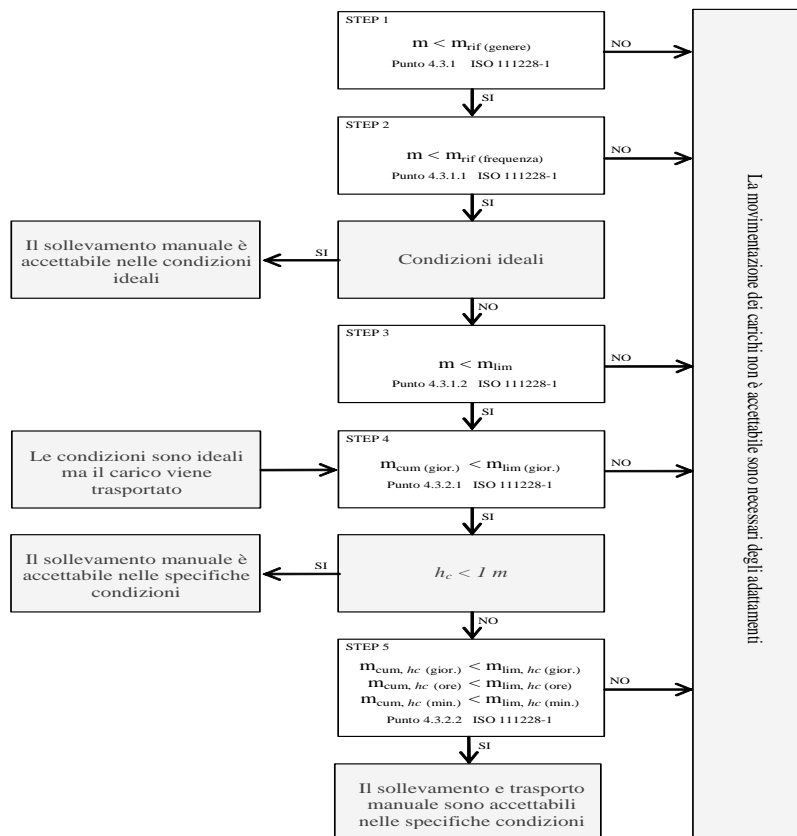 STEP 1
m < m rif (genere)
Punto 4.3.1 ISO 111228-1
NO
SI
STEP 2
m < m rif (frequenza)
Punto 4.3.1.1 ISO 111228-1
NO
SI
Il sollevamento manuale è
accettabile nelle condizioni
ideali
SI
Condizioni ideali
NO
STEP 3
m < m lim
Punto 4.3.1.2 ISO 111228-1
NO
SI
Le condizioni sono ideali
ma il carico viene
trasportato
STEP 4
m cum (gior.) < m lim (gior.)
Punto 4.3.2.1 ISO 111228-1
NO
SI
Il sollevamento manuale è
accettabile nelle specifiche
condizioni
SI
hc < 1 m
NO
STEP 5
m cum, hc (gior.) < m lim, hc (gior.)
m cum, hc (ore) < m lim, hc (ore)
m cum, hc (min.) < m lim, hc (min.)
Punto 4.3.2.2 ISO 111228-1
NO
SI
Il sollevamento e trasporto
manuale sono accettabili
nelle specifiche condizioni
La movimentazione dei carichi non è accettabile sono necessari degli adattamenti